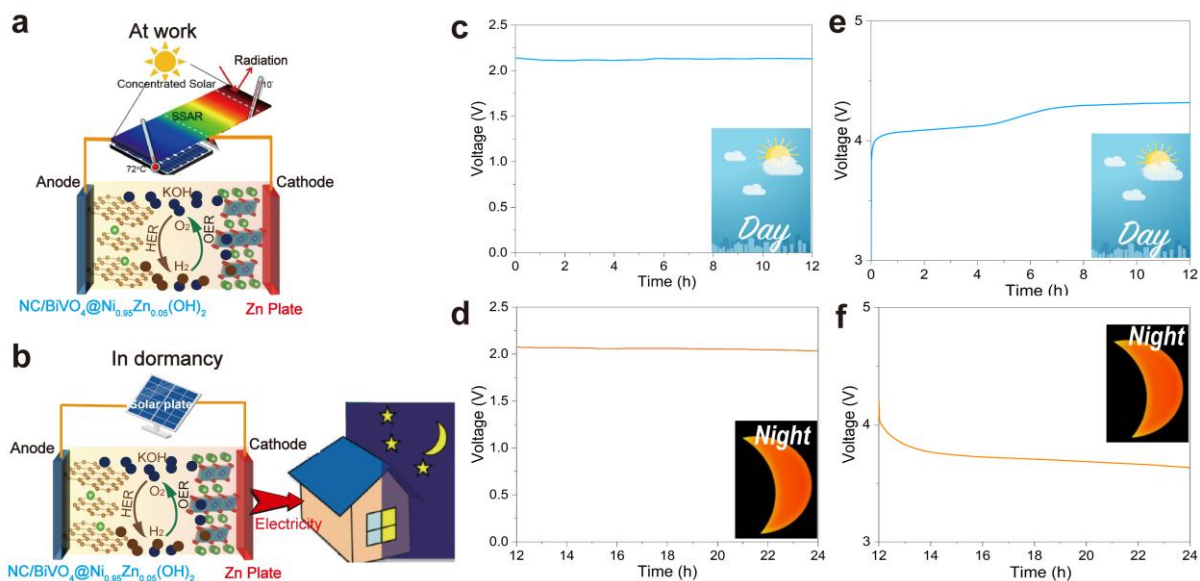 a
At work
Radiation
Concentrated Solar
10°
SSAR
72°C
Anode
Cathode
KOH
O₂
HER
OER
H₂
NC/BiVO₄@Ni₀.₉₅Zn₀.₀₅(OH)₂
Zn Plate
b
In dormancy
Solar plate
Anode
Cathode
KOH
O₂
HER
OER
H₂
Electricity
NC/BiVO₄@Ni₀.₉₅Zn₀.₀₅(OH)₂
Zn Plate
c
2.5
2.0
1.5
1.0
0.5
0.0
Voltage (V)
Day
0 2 4 6 8 10 12
Time (h)
d
2.5
2.0
1.5
1.0
0.5
0.0
Voltage (V)
Night
12 14 16 18 20 22 24
Time (h)
e
5
4
3
Voltage (V)
Day
0 2 4 6 8 10 12
Time (h)
f
5
4
3
Voltage (V)
Night
12 14 16 18 20 22 24
Time (h)